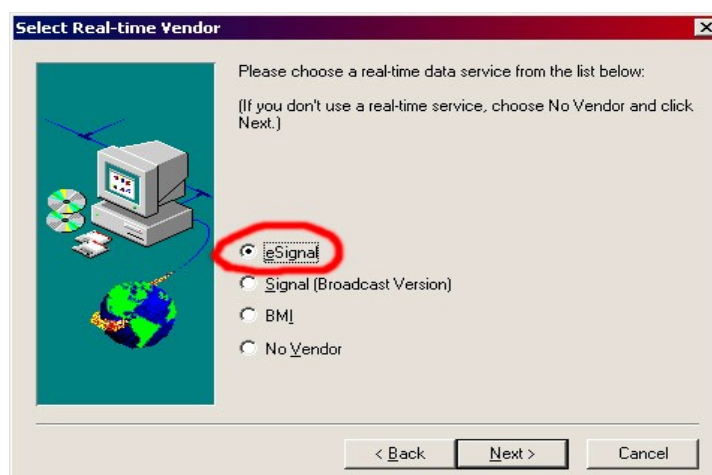 Select Real-time Vendor
Please choose a real-time data service from the list below:
(If you don't use a real-time service, choose No Vendor and click
Next.)
eSignal
Signal (Broadcast Version)
BMI
No Vendor
< Back
Next >
Cancel